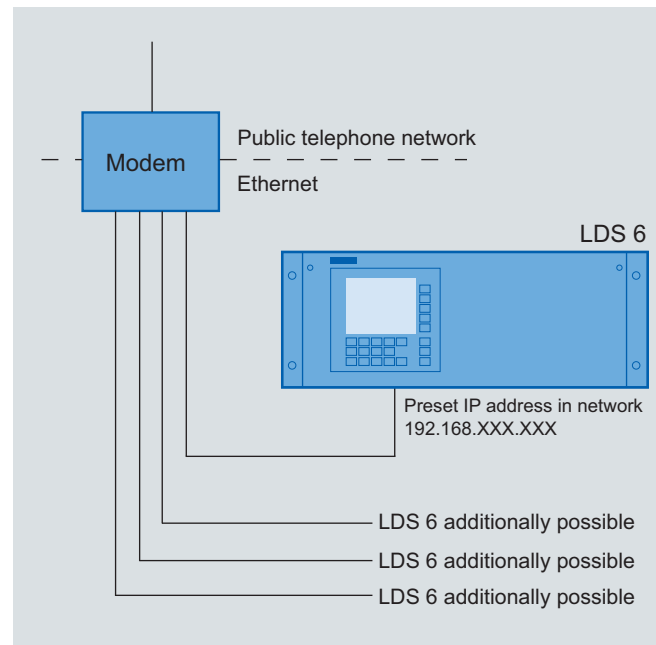 Public telephone network
Modem
Ethernet
LDS 6
Preset IP address in network
192.168.XXX.XXX
LDS 6 additionally possible
LDS 6 additionally possible
LDS 6 additionally possible